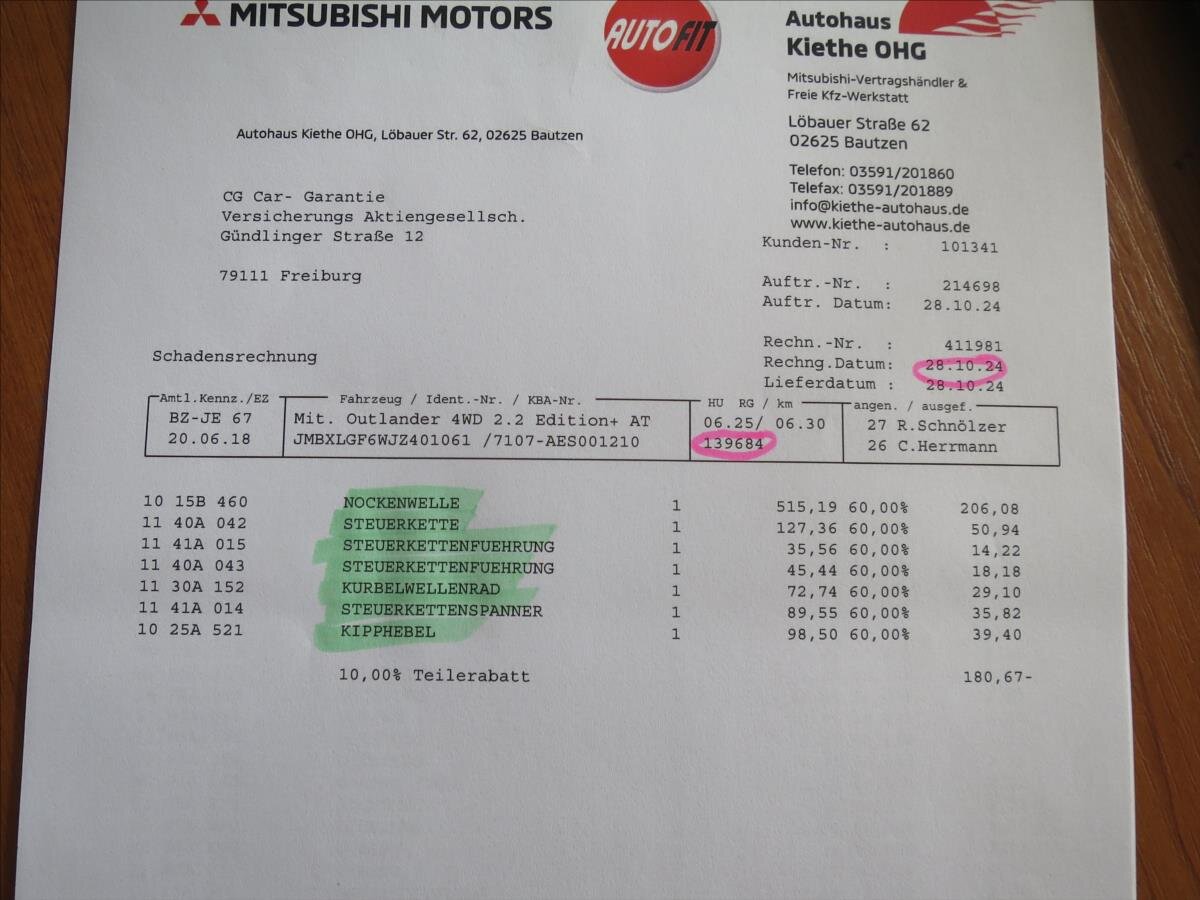 MITSUBISHI MOTORS
AUTOFIT
Autohaus
Kiethe OHG
Mitsubishi-Vertragshändler &
Freie Kfz-Werkstatt
Löbauer Straße 62
02625 Bautzen
Telefon: 03591/201860
Telefax: 03591/201889
info@kiethe-autohaus.de
www.kiethe-autohaus.de
Autohaus Kiethe OHG, Löbauer Str. 62, 02625 Bautzen
CG Car- Garantie
Versicherungs Aktiengesellsch.
Gündlinger Straße 12
79111 Freiburg
Kunden-Nr. : 101341
Auftr.-Nr. : 214698
Auftr. Datum: 28.10.24
Rechn.-Nr. : 411981
Rechng.Datum: 28.10.24
Lieferdatum : 28.10.24
Schadensrechnung
Amtl.Kennz./EZ Fahrzeug / Ident.-Nr. / KBA-Nr. HU RG / km angen. / ausgef.
BZ-JE 67 Mit. Outlander 4WD 2.2 Edition+ AT 06.25/ 06.30 27 R.Schnölzer
20.06.18 JMBXLGF6WJZ401061 /7107-AES001210 139684 26 C.Herrmann
10 15B 460 NOCKENWELLE 1 515,19 60,00% 206,08
11 40A 042 STEUERKETTE 1 127,36 60,00% 50,94
11 41A 015 STEUERKETTENFUEHRUNG 1 35,56 60,00% 14,22
11 40A 043 STEUERKETTENFUEHRUNG 1 45,44 60,00% 18,18
11 30A 152 KURBELWELLENRAD 1 72,74 60,00% 29,10
11 41A 014 STEUERKETTENSPANNER 1 89,55 60,00% 35,82
10 25A 521 KIPPHEBEL 1 98,50 60,00% 39,40
10,00% Teilerabatt 180,67-